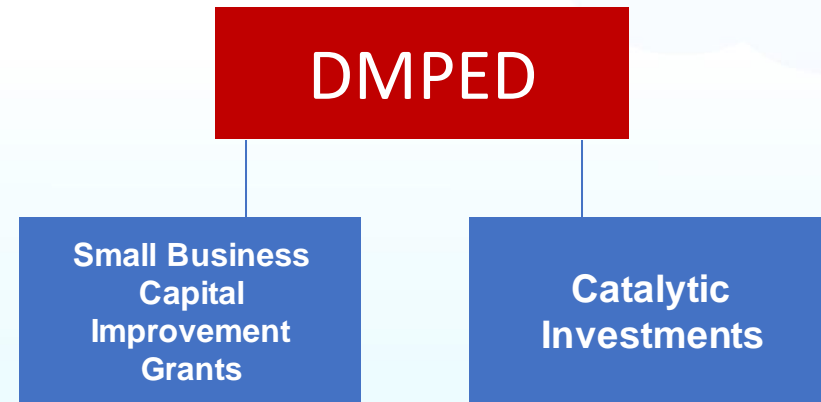 DMPED
Small Business
Capital
Improvement
Grants
Catalytic
Investments